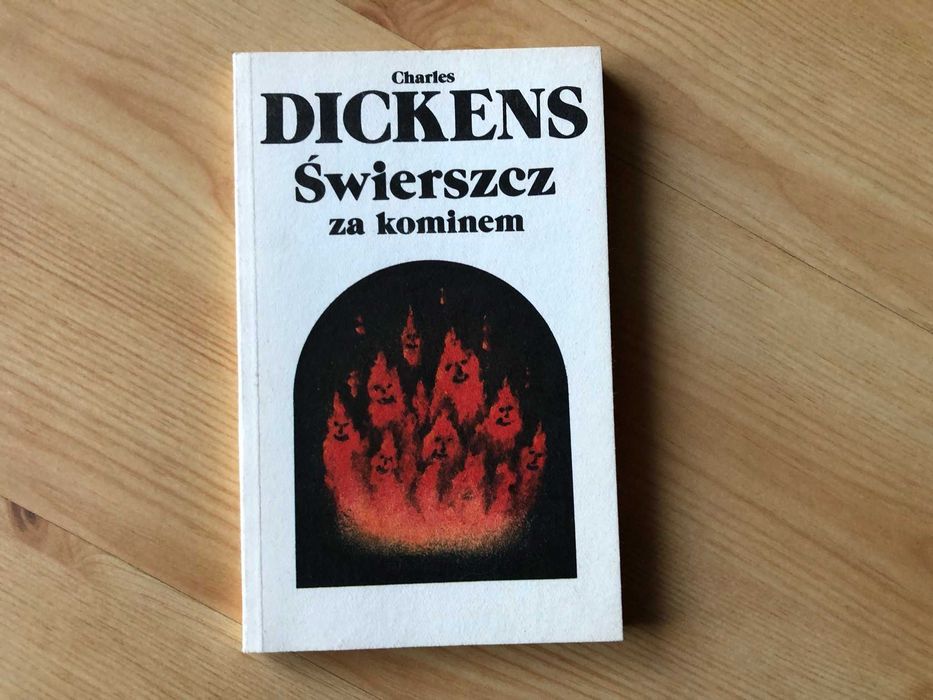 Charles
DICKENS
Świerszcz
za kominem